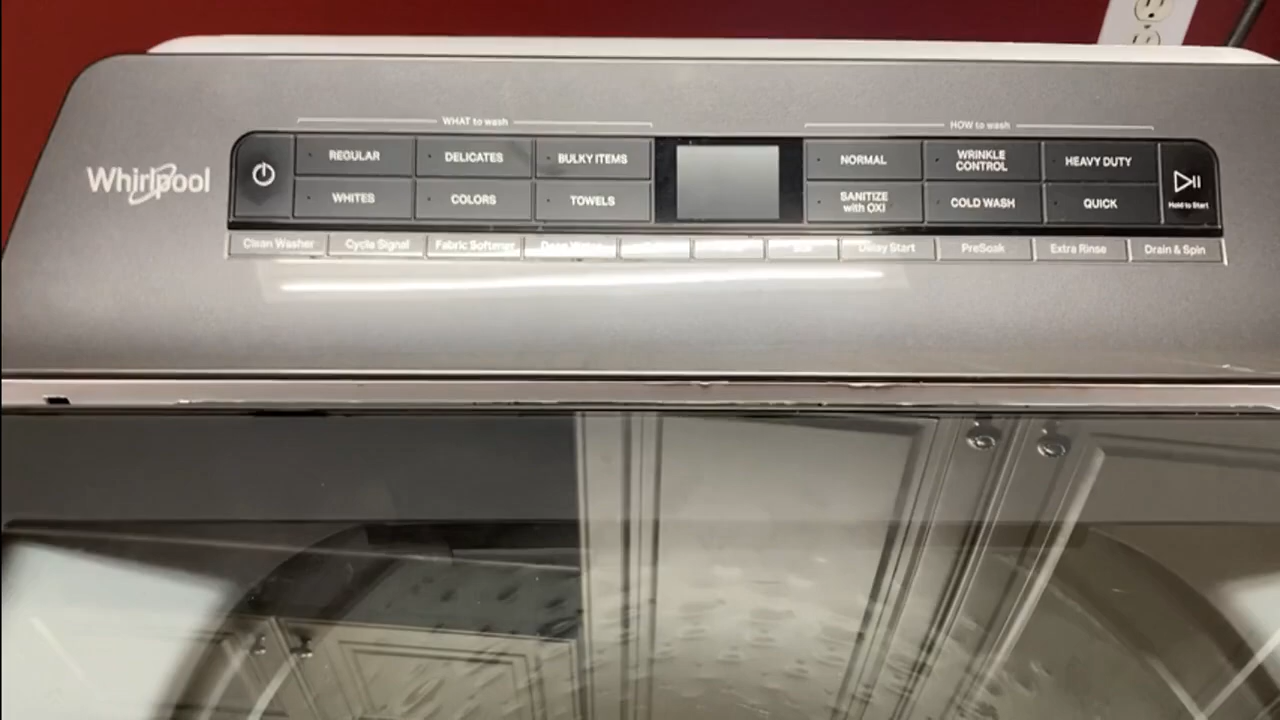 WHAT to wash
HOW to wash
Whirlpool
REGULAR
DELICATES
BULKY ITEMS
NORMAL
WRINKLE
CONTROL
HEAVY DUTY
WHITES
COLORS
TOWELS
SANITIZE
with OXI
COLD WASH
QUICK
Hold to Start
Clean Washer
Cycle Signal
Fabric Softener
Delay Start
PreSoak
Extra Rinse
Drain & Spin